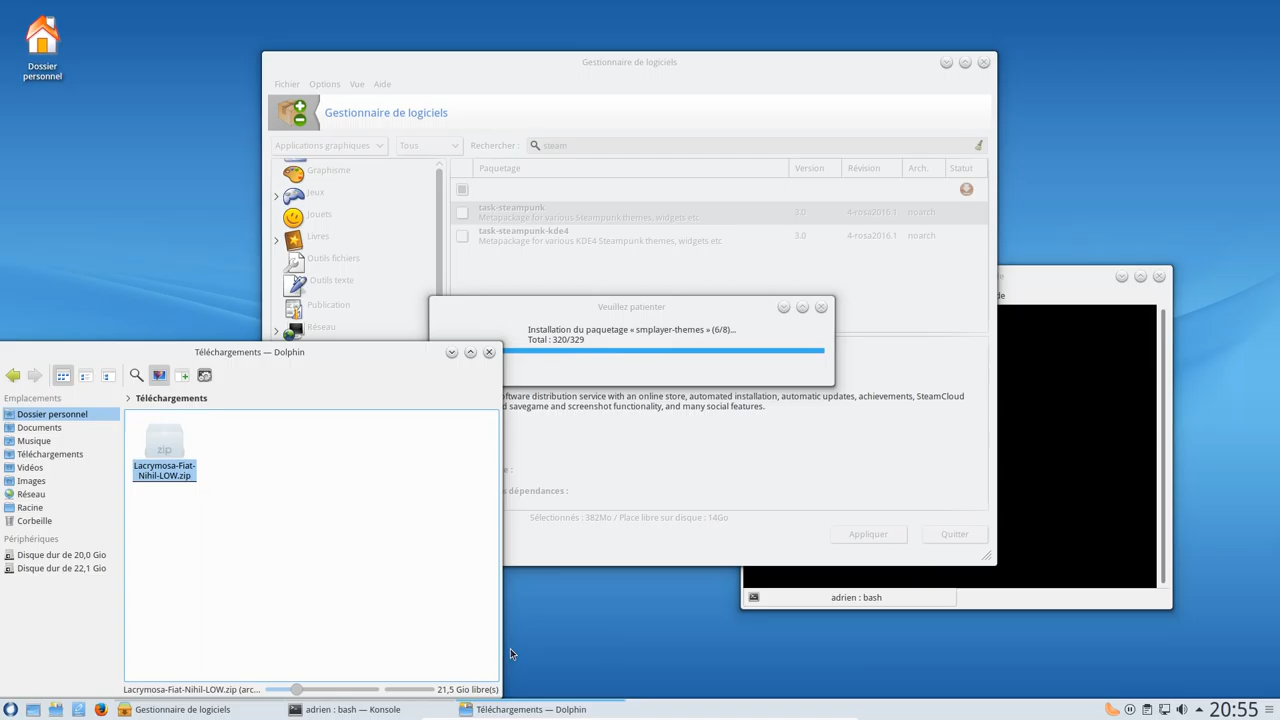 Dossier
personnel
Gestionnaire de logiciels
Fichier Options Vue Aide
Gestionnaire de logiciels
Applications graphiques Tous Rechercher : steam
Graphisme
Jeux
Jouets
Livres
Outils fichiers
Outils texte
Publication
Réseau
Paquetage Version Révision Arch. Statut
task-steampunk 3.0 4-rosa2016.1 noarch
Metapackage for various Steampunk themes, widgets etc
task-steampunk-kde4 3.0 4-rosa2016.1 noarch
Metapackage for various KDE4 Steampunk themes, widgets etc
de
Veuillez patienter
Installation du paquetage « smplayer-themes » (6/8)...
Total : 320/329
software distribution service with an online store, automated installation, automatic updates, achievements, SteamCloud
savegame and screenshot functionality, and many social features.
dépendances :
Sélectionnés : 382Mo / Place libre sur disque : 14Go
Appliquer Quitter
adrien : bash
Téléchargements — Dolphin
Emplacements
Dossier personnel
Documents
Musique
Téléchargements
Vidéos
Images
Réseau
Racine
Corbeille
Périphériques
Disque dur de 20,0 Gio
Disque dur de 22,1 Gio
Téléchargements
zip
Lacrymosa-Fiat-
Nihil-LOW.zip
Lacrymosa-Fiat-Nihil-LOW.zip (arc... 21,5 Gio libre(s)
Gestionnaire de logiciels adrien : bash — Konsole Téléchargements — Dolphin 20:55